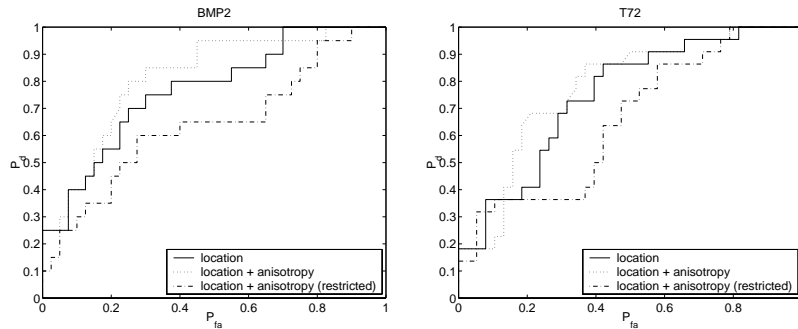 BMP2
1
0.9
0.8
0.7
0.6
0.5
0.4
0.3
0.2
0.1
0
P_d
location
location + anisotropy
location + anisotropy (restricted)
0 0.2 0.4 0.6 0.8 1
P_fa
T72
1
0.9
0.8
0.7
0.6
0.5
0.4
0.3
0.2
0.1
0
P_d
location
location + anisotropy
location + anisotropy (restricted)
0 0.2 0.4 0.6 0.8
P_fa